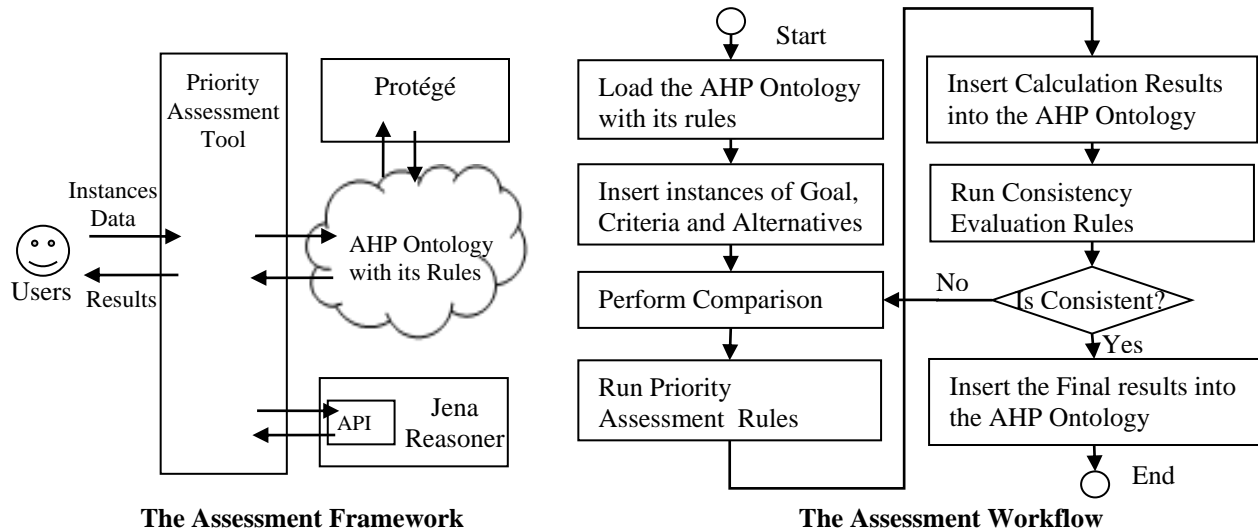 Priority
Assessment
Tool
Protégé
Instances
Data
Users
Results
AHP Ontology
with its Rules
API
Jena
Reasoner
The Assessment Framework
Start
Load the AHP Ontology
with its rules
Insert instances of Goal,
Criteria and Alternatives
Perform Comparison
Run Priority
Assessment Rules
Insert Calculation Results
into the AHP Ontology
Run Consistency
Evaluation Rules
Is Consistent?
No
Yes
Insert the Final results into
the AHP Ontology
End
The Assessment Workflow